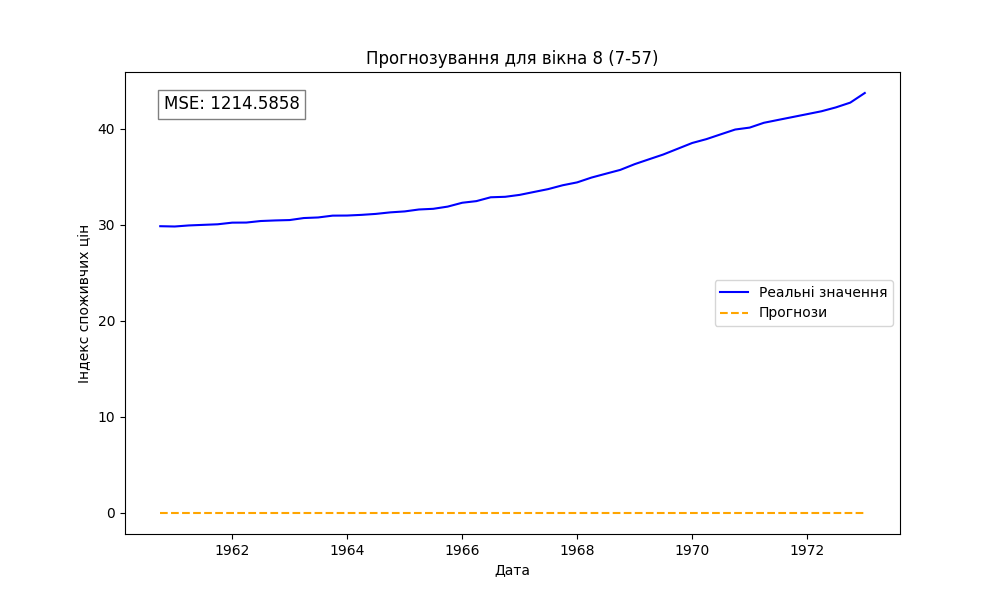 Прогнозування для вікна 8 (7-57)
MSE: 1214.5858
Індекс споживчих цін
40
30
20
10
0
Реальні значення
Прогнози
1962 1964 1966 1968 1970 1972
Дата